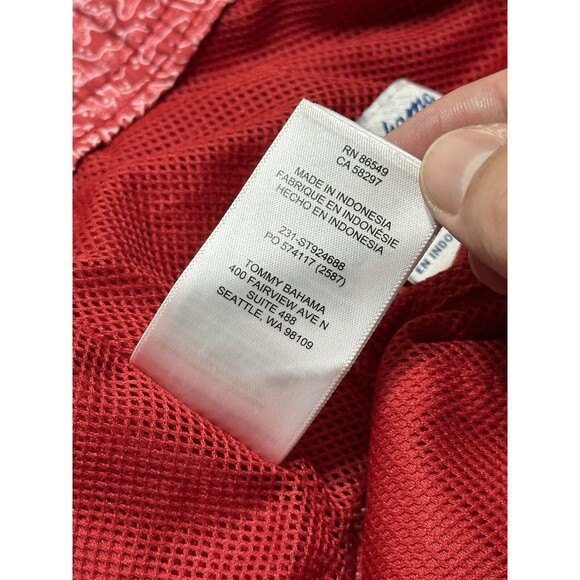 RN 86549
CA 58297
MADE IN INDONESIA
FABRIQUE EN INDONÉSIE
HECHO EN INDONESIA
231-ST924688
PO 574117 (2587)
TOMMY BAHAMA
400 FAIRVIEW AVE N
SUITE 488
SEATTLE, WA 98109
EN INDO